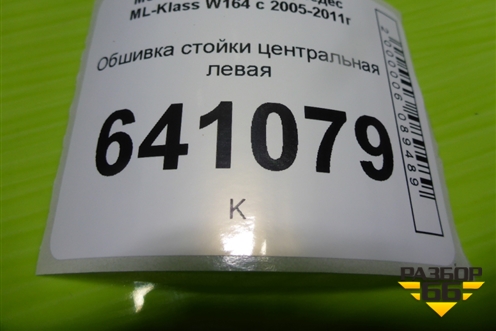 ML-Klass W164 с 2005-2011г
Обшивка стойки центральная
левая
641079
К
2000006089489
РАЗБОР
66